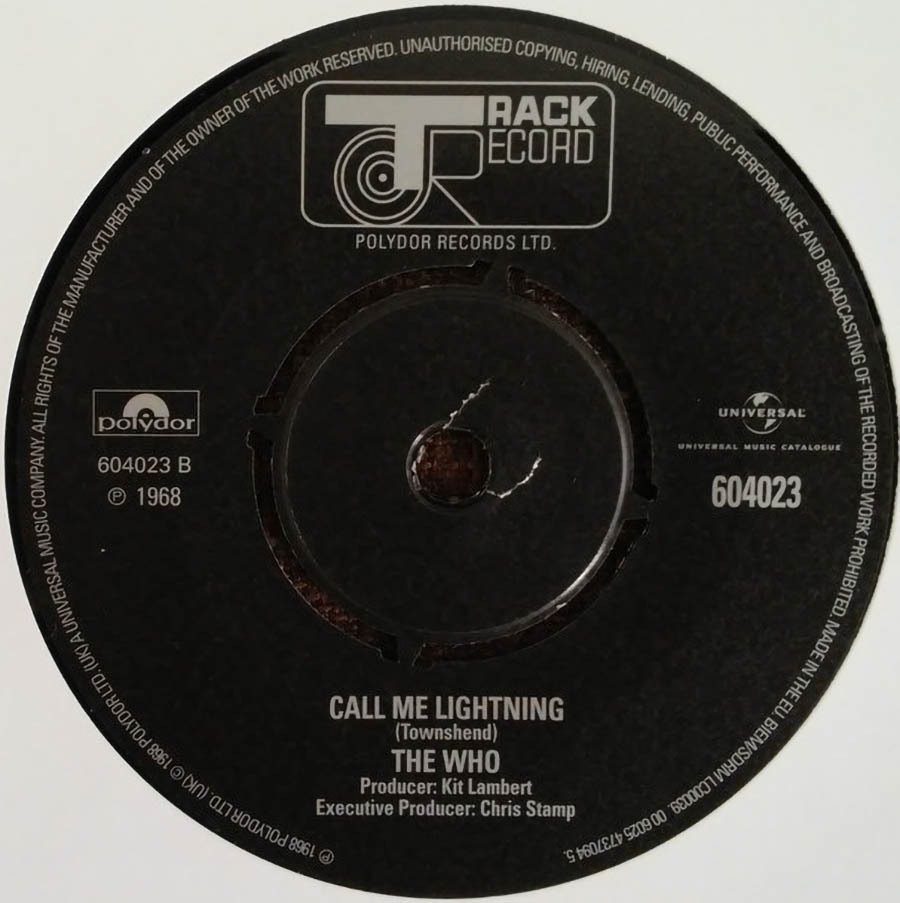 TRACK
RECORD
POLYDOR RECORDS LTD.
polydor
604023 B
℗ 1968
UNIVERSAL
UNIVERSAL MUSIC CATALOGUE
604023
CALL ME LIGHTNING
(Townshend)
THE WHO
Producer: Kit Lambert
Executive Producer: Chris Stamp
℗ 1968 POLYDOR LTD. (UK) © 1968 POLYDOR LTD. (UK) A UNIVERSAL MUSIC COMPANY. ALL RIGHTS OF THE MANUFACTURER AND OF THE OWNER OF THE WORK RESERVED. UNAUTHORISED COPYING, HIRING, LENDING, PUBLIC PERFORMANCE AND BROADCASTING OF THE RECORDED WORK PROHIBITED. MADE IN THE EU. BIEM/SDRM LC00039. 00 6025 4737094 5.